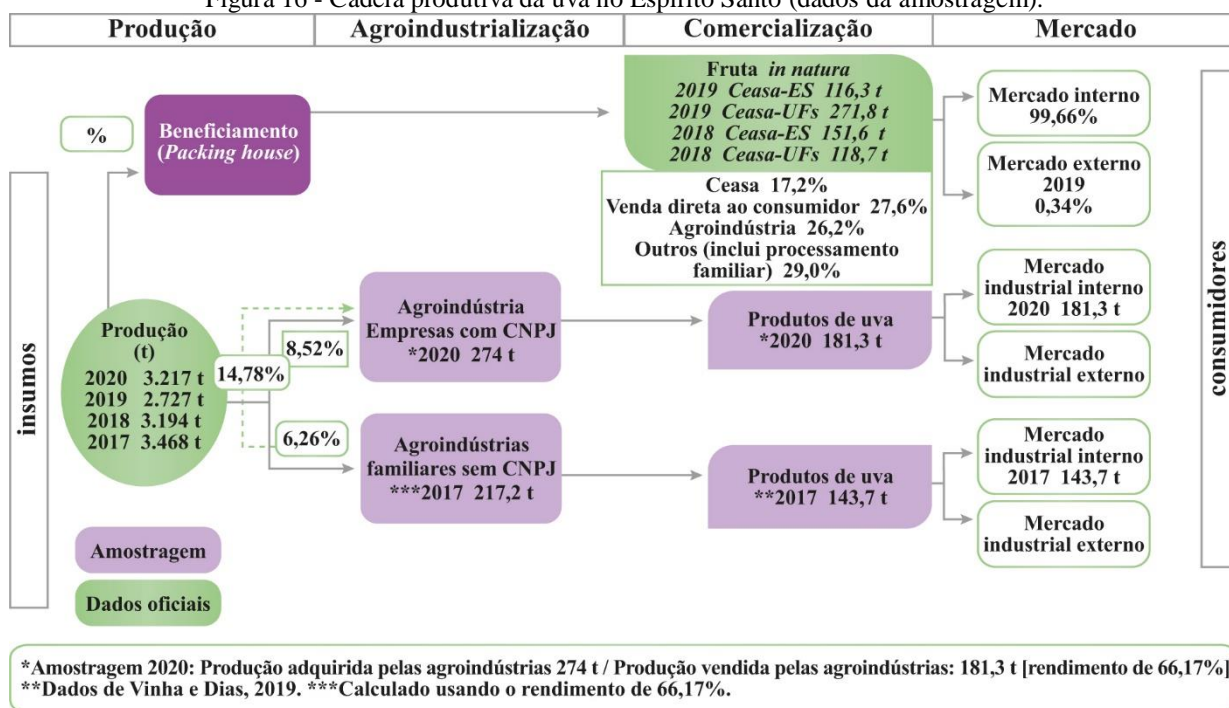 Figura 16 - Cadeia produtiva da uva no Espírito Santo (dados da amostragem).
Produção
Agroindustrialização
Comercialização
Mercado
insumos
%
Beneficiamento
(Packing house)
Fruta in natura
2019 Ceasa-ES 116,3 t
2019 Ceasa-UFs 271,8 t
2018 Ceasa-ES 151,6 t
2018 Ceasa-UFs 118,7 t
Ceasa 17,2%
Venda direta ao consumidor 27,6%
Agroindústria 26,2%
Outros (inclui processamento
familiar) 29,0%
Mercado interno
99,66%
Mercado externo
2019
0,34%
Produção
(t)
2020 3.217 t
2019 2.727 t
2018 3.194 t
2017 3.468 t
14,78%
8,52%
6,26%
Agroindústria
Empresas com CNPJ
*2020 274 t
Produtos de uva
*2020 181,3 t
Mercado
industrial interno
2020 181,3 t
Mercado
industrial externo
Agroindústrias
familiares sem CNPJ
***2017 217,2 t
Produtos de uva
**2017 143,7 t
Mercado
industrial interno
2017 143,7 t
Mercado
industrial externo
consumidores
Amostragem
Dados oficiais
*Amostragem 2020: Produção adquirida pelas agroindústrias 274 t / Produção vendida pelas agroindústrias: 181,3 t [rendimento de 66,17%]
**Dados de Vinha e Dias, 2019. ***Calculado usando o rendimento de 66,17%.